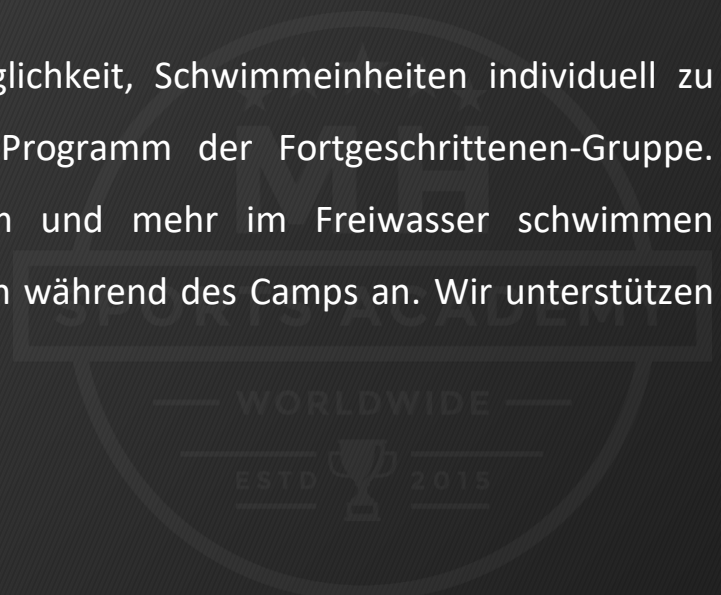 glichkeit, Schwimmeinheiten individuell zu
Programm der Fortgeschrittenen-Gruppe.
und mehr im Freiwasser schwimmen
während des Camps an. Wir unterstützen
MH
SPORTS ACADEMY
WORLDWIDE
ESTD 2015